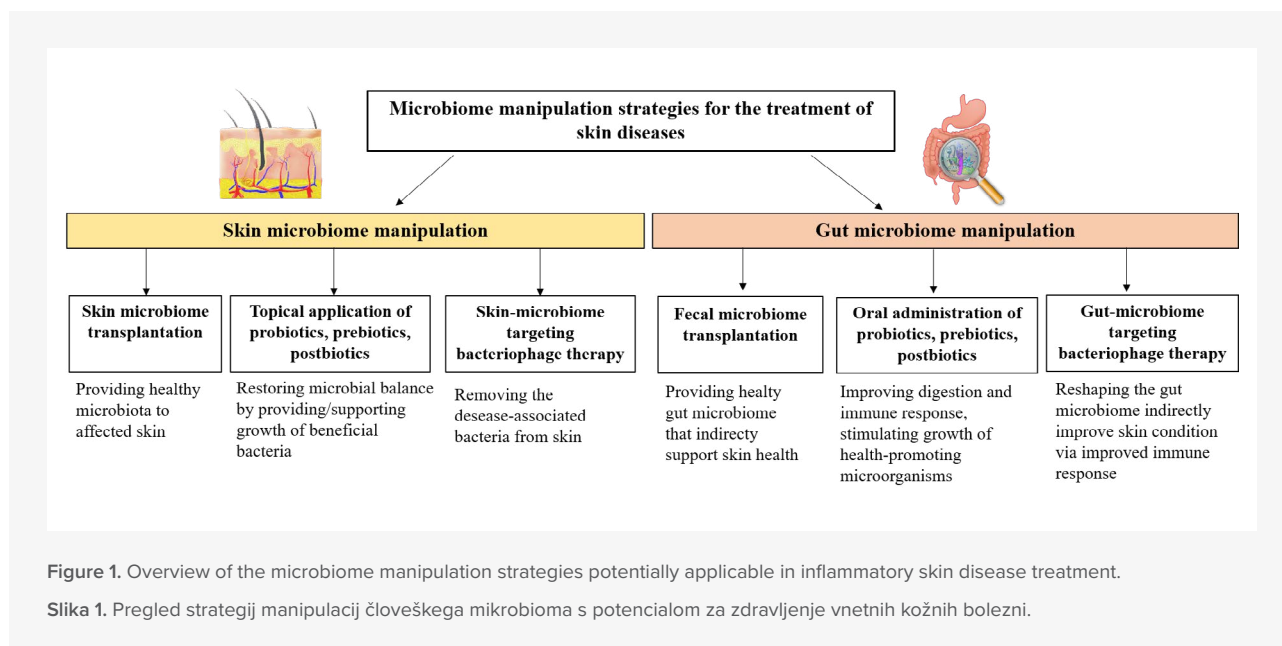 Microbiome manipulation strategies for the treatment of
skin diseases
Skin microbiome manipulation
Gut microbiome manipulation
Skin microbiome
transplantation
Providing healthy
microbiota to
affected skin
Topical application of
probiotics, prebiotics,
postbiotics
Restoring microbial balance
by providing/supporting
growth of beneficial
bacteria
Skin-microbiome
targeting
bacteriophage therapy
Removing the
desease-associated
bacteria from skin
Fecal microbiome
transplantation
Providing healty
gut microbiome
that indirecty
support skin health
Oral administration of
probiotics, prebiotics,
postbiotics
Improving digestion and
immune response,
stimulating growth of
health-promoting
microorganisms
Gut-microbiome
targeting
bacteriophage therapy
Reshaping the gut
microbiome indirectly
improve skin condition
via improved immune
response
Figure 1. Overview of the microbiome manipulation strategies potentially applicable in inflammatory skin disease treatment.
Slika 1. Pregled strategij manipulacij človeškega mikrobioma s potencialom za zdravljenje vnetnih kožnih bolezni.